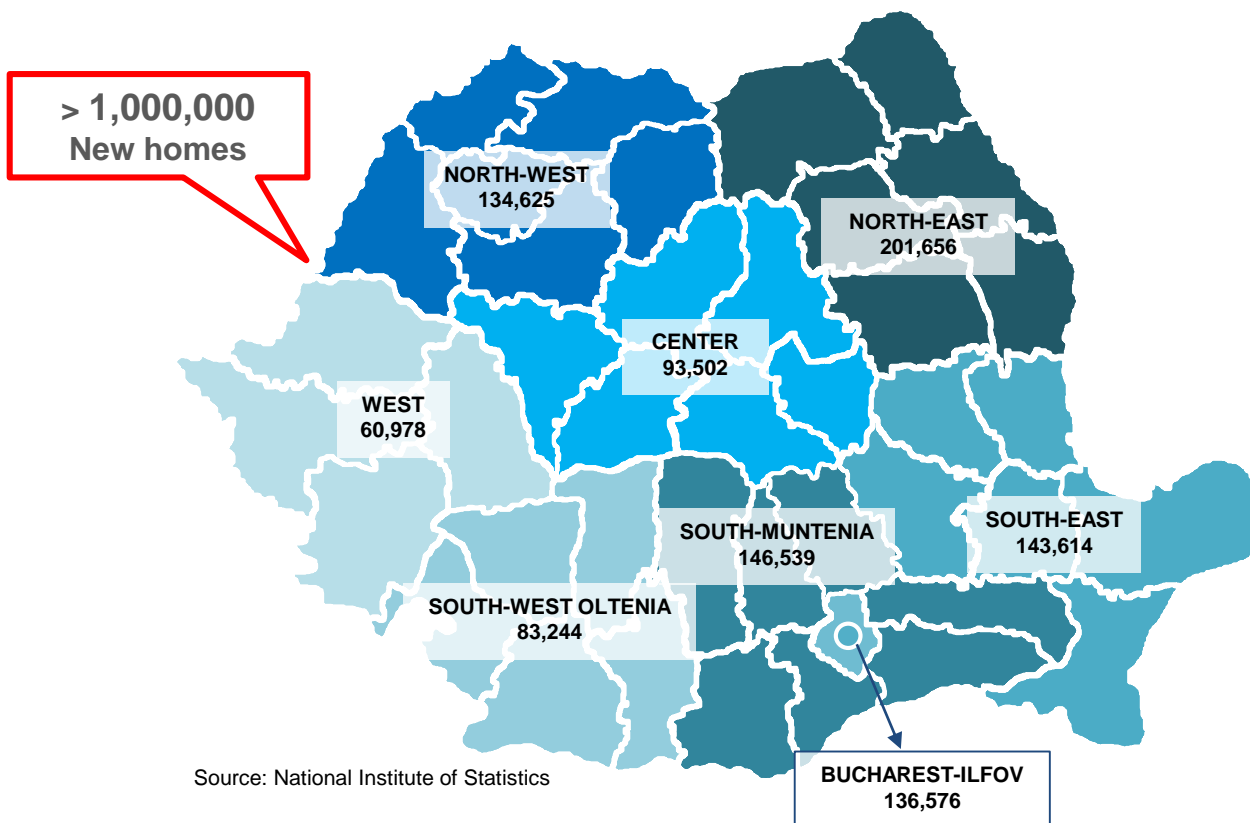 > 1,000,000
New homes
NORTH-WEST
134,625
NORTH-EAST
201,656
CENTER
93,502
WEST
60,978
SOUTH-MUNTENIA
146,539
SOUTH-EAST
143,614
SOUTH-WEST OLTENIA
83,244
Source: National Institute of Statistics
BUCHAREST-ILFOV
136,576